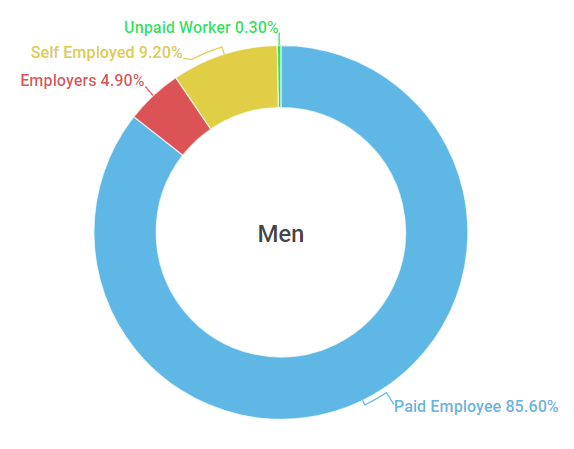 Unpaid Worker 0.30%
Self Employed 9.20%
Employers 4.90%
Men
Paid Employee 85.60%